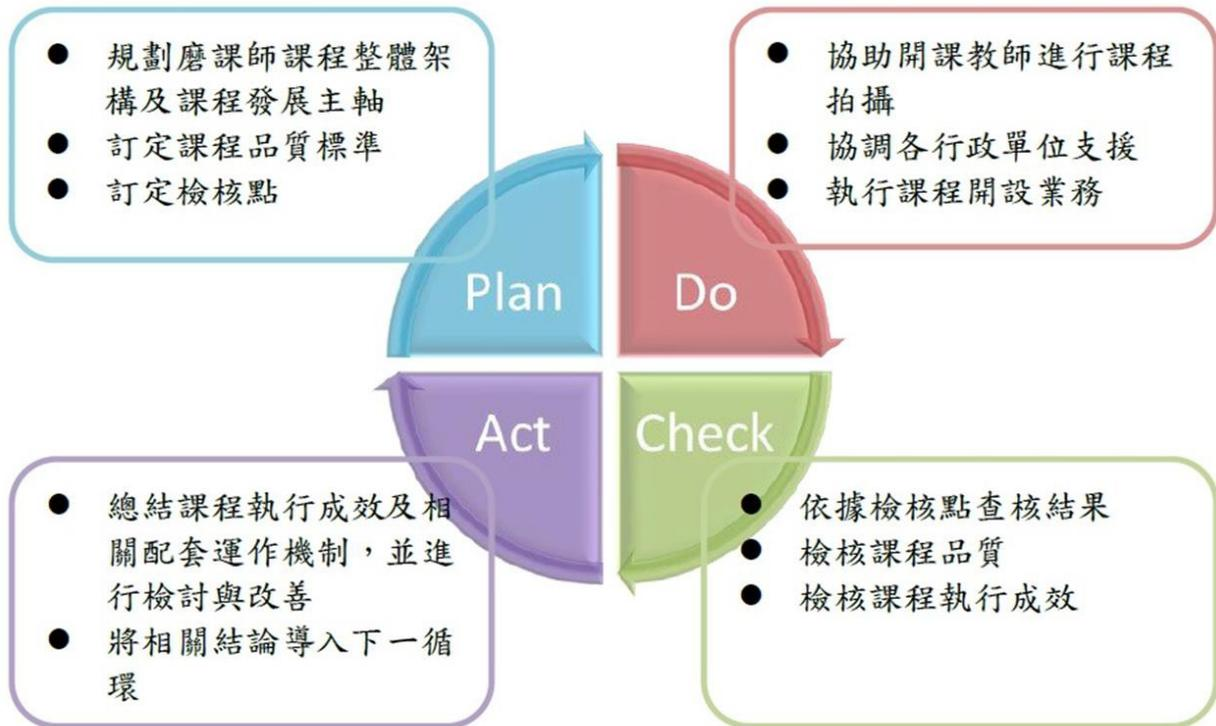 ● 規劃磨課師課程整體架
構及課程發展主軸
● 訂定課程品質標準
● 訂定檢核點
● 協助開課教師進行課程
拍攝
● 協調各行政單位支援
● 執行課程開設業務
Plan
Do
Act
Check
● 總結課程執行成效及相
關配套運作機制，並進
行檢討與改善
● 將相關結論導入下一循
環
● 依據檢核點查核結果
● 檢核課程品質
● 檢核課程執行成效